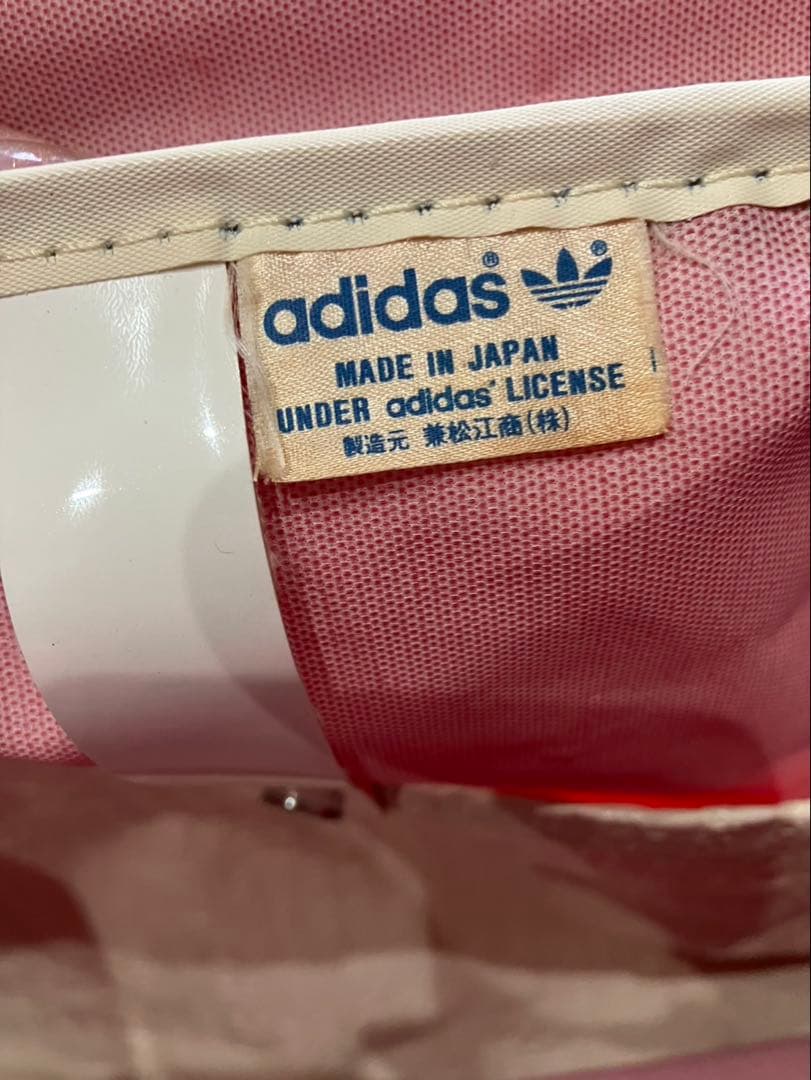 adidas® ®
MADE IN JAPAN
UNDER adidas® LICENSE
製造元 兼松江商(株)